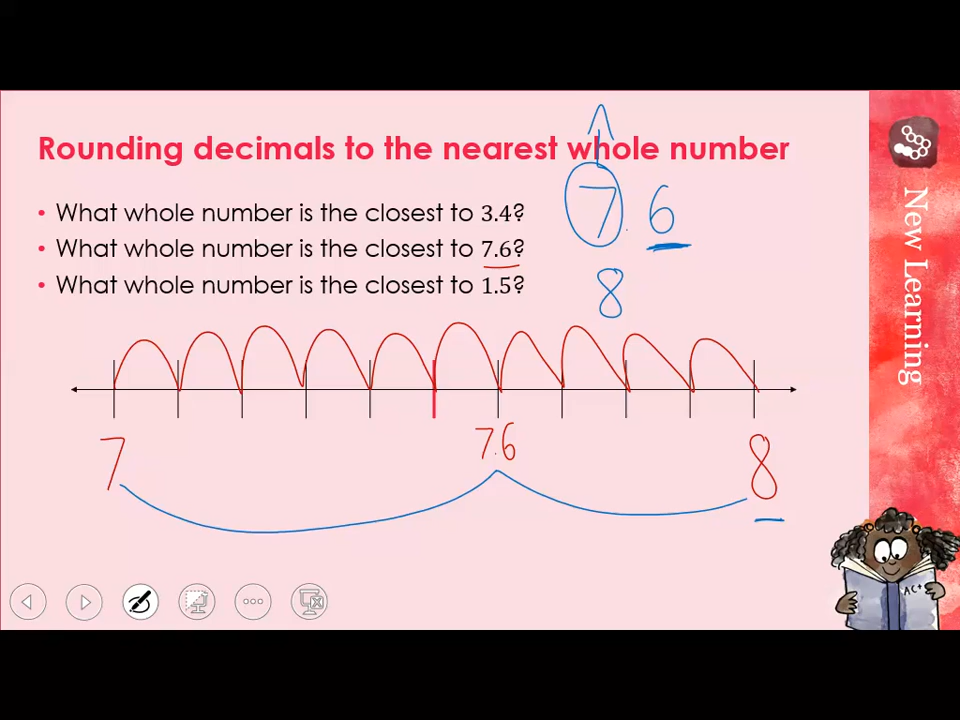 Rounding decimals to the nearest whole number
• What whole number is the closest to 3.4?
• What whole number is the closest to 7.6?
• What whole number is the closest to 1.5?
7.6
8
7
7.6
8
New Learning
AC+